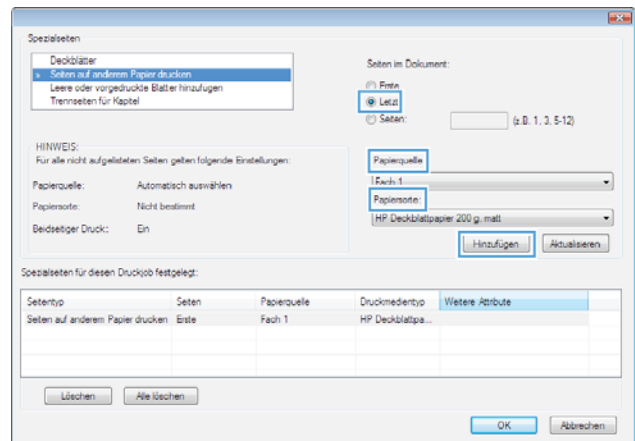 Spezialseiten
Deckblätter
Seiten auf anderem Papier drucken
Leere oder vorgedruckte Blatter hinzufügen
Trennseiten für Kapitel
Seiten im Dokument:
Erste
Letzt
Seiten:
(z.B. 1, 3, 5-12)
HINWEIS:
Für alle nicht aufgelisteten Seiten gelten folgende Einstellungen:
Papierquelle: Automatisch auswählen
Papiersorte: Nicht bestimmt
Beidseitiger Druck: Ein
Papierquelle
Fach 1
Papiersorte:
HP Deckblattpapier 200 g. matt
Hinzufügen Aktualisieren
Spezialseiten für diesen Druckjob festgelegt:
Seitentyp Seiten Papierquelle Druckmedientyp Weitere Attribute
Seiten auf anderem Papier drucken Erste Fach 1 HP Deckblattpa...
Löschen Alle löschen
OK Abbrechen